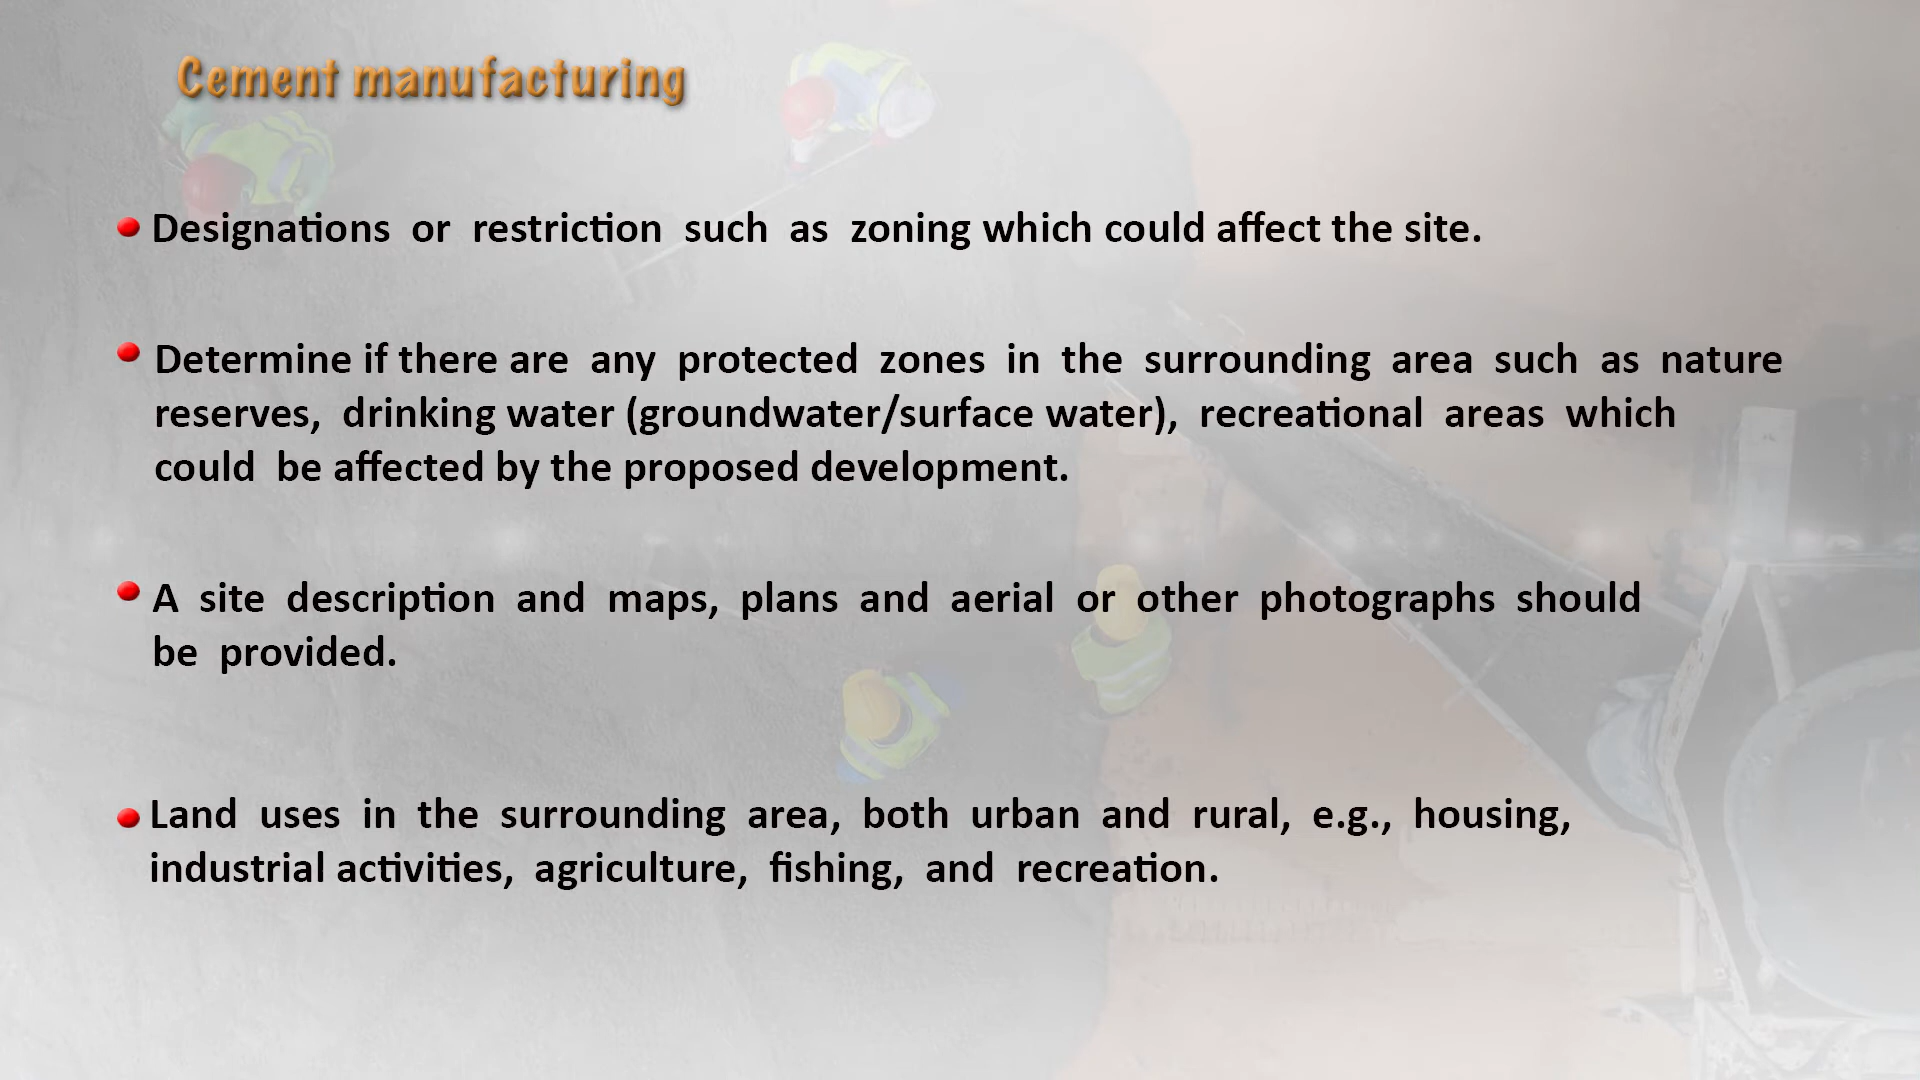 Cement manufacturing
Designations or restriction such as zoning which could affect the site.
Determine if there are any protected zones in the surrounding area such as nature
reserves, drinking water (groundwater/surface water), recreational areas which
could be affected by the proposed development.
A site description and maps, plans and aerial or other photographs should
be provided.
Land uses in the surrounding area, both urban and rural, e.g., housing,
industrial activities, agriculture, fishing, and recreation.